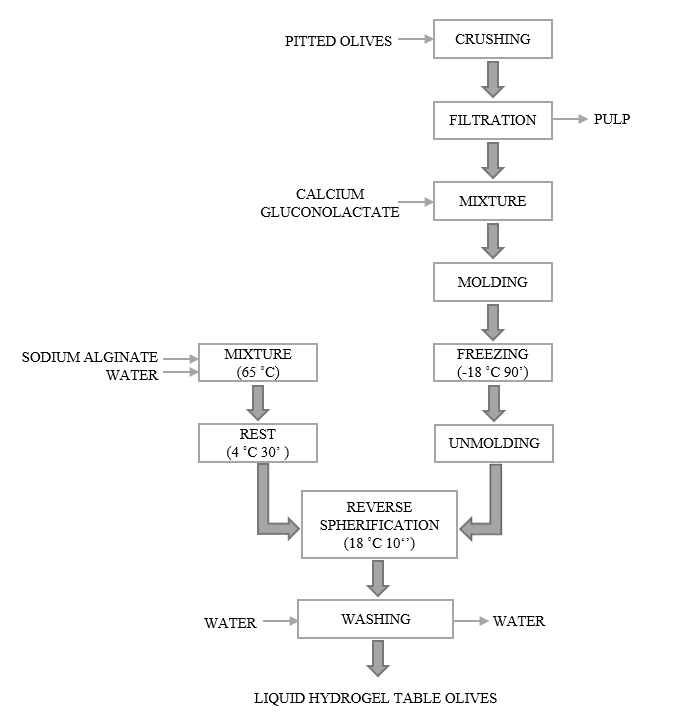 PITTED OLIVES
CRUSHING
FILTRATION
PULP
CALCIUM
GLUCONOLACTATE
MIXTURE
MOLDING
SODIUM ALGINATE
WATER
MIXTURE
(65 ˚C)
FREEZING
(-18 ˚C 90’)
REST
(4 ˚C 30’ )
UNMOLDING
REVERSE
SPHERIFICATION
(18 ˚C 10‘’)
WATER
WASHING
WATER
LIQUID HYDROGEL TABLE OLIVES